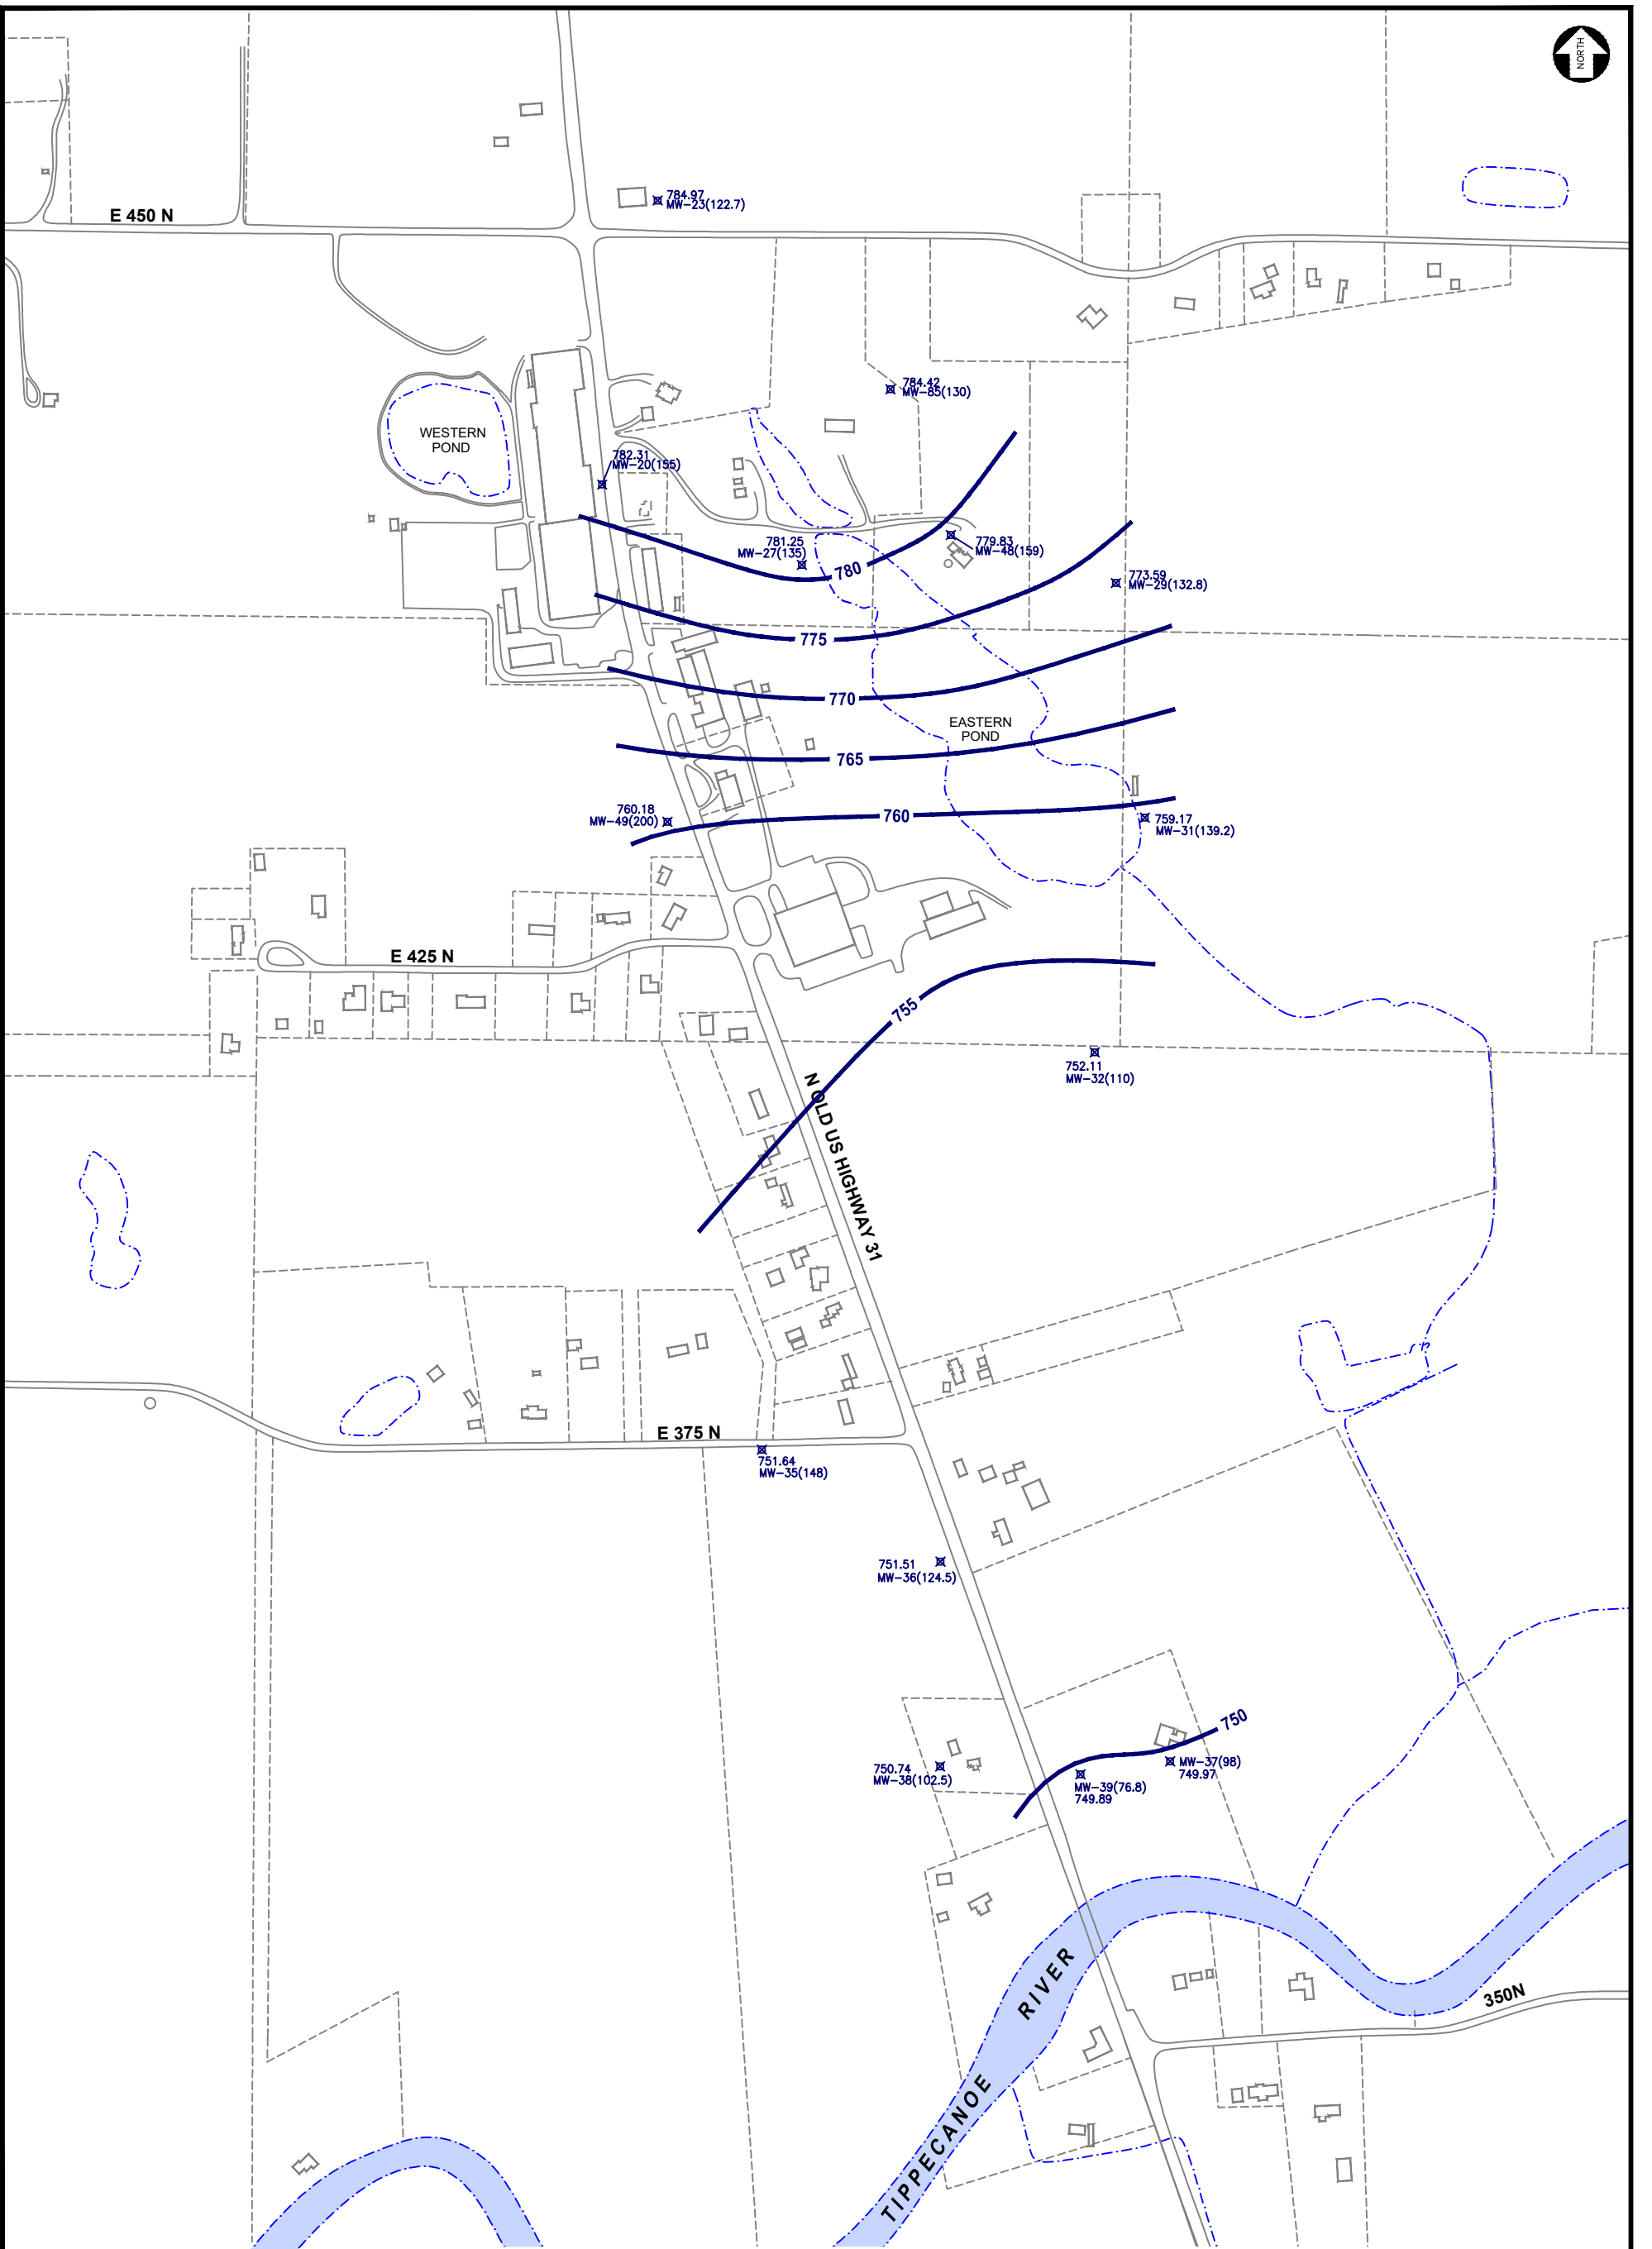 NORTH
784.97
MW-23(122.7)
E 450 N
784.42
MW-85(130)
WESTERN
POND
782.31
MW-20(155)
781.25
MW-27(135)
779.83
MW-48(159)
780
773.59
MW-29(132.8)
775
770
EASTERN
POND
765
760.18
MW-49(200)
760
759.17
MW-31(139.2)
E 425 N
755
752.11
MW-32(110)
N OLD US HIGHWAY 31
E 375 N
751.64
MW-35(148)
751.51
MW-36(124.5)
750
750.74
MW-38(102.5)
MW-37(98)
749.97
MW-39(76.8)
749.89
350N
TIPPECANOE RIVER